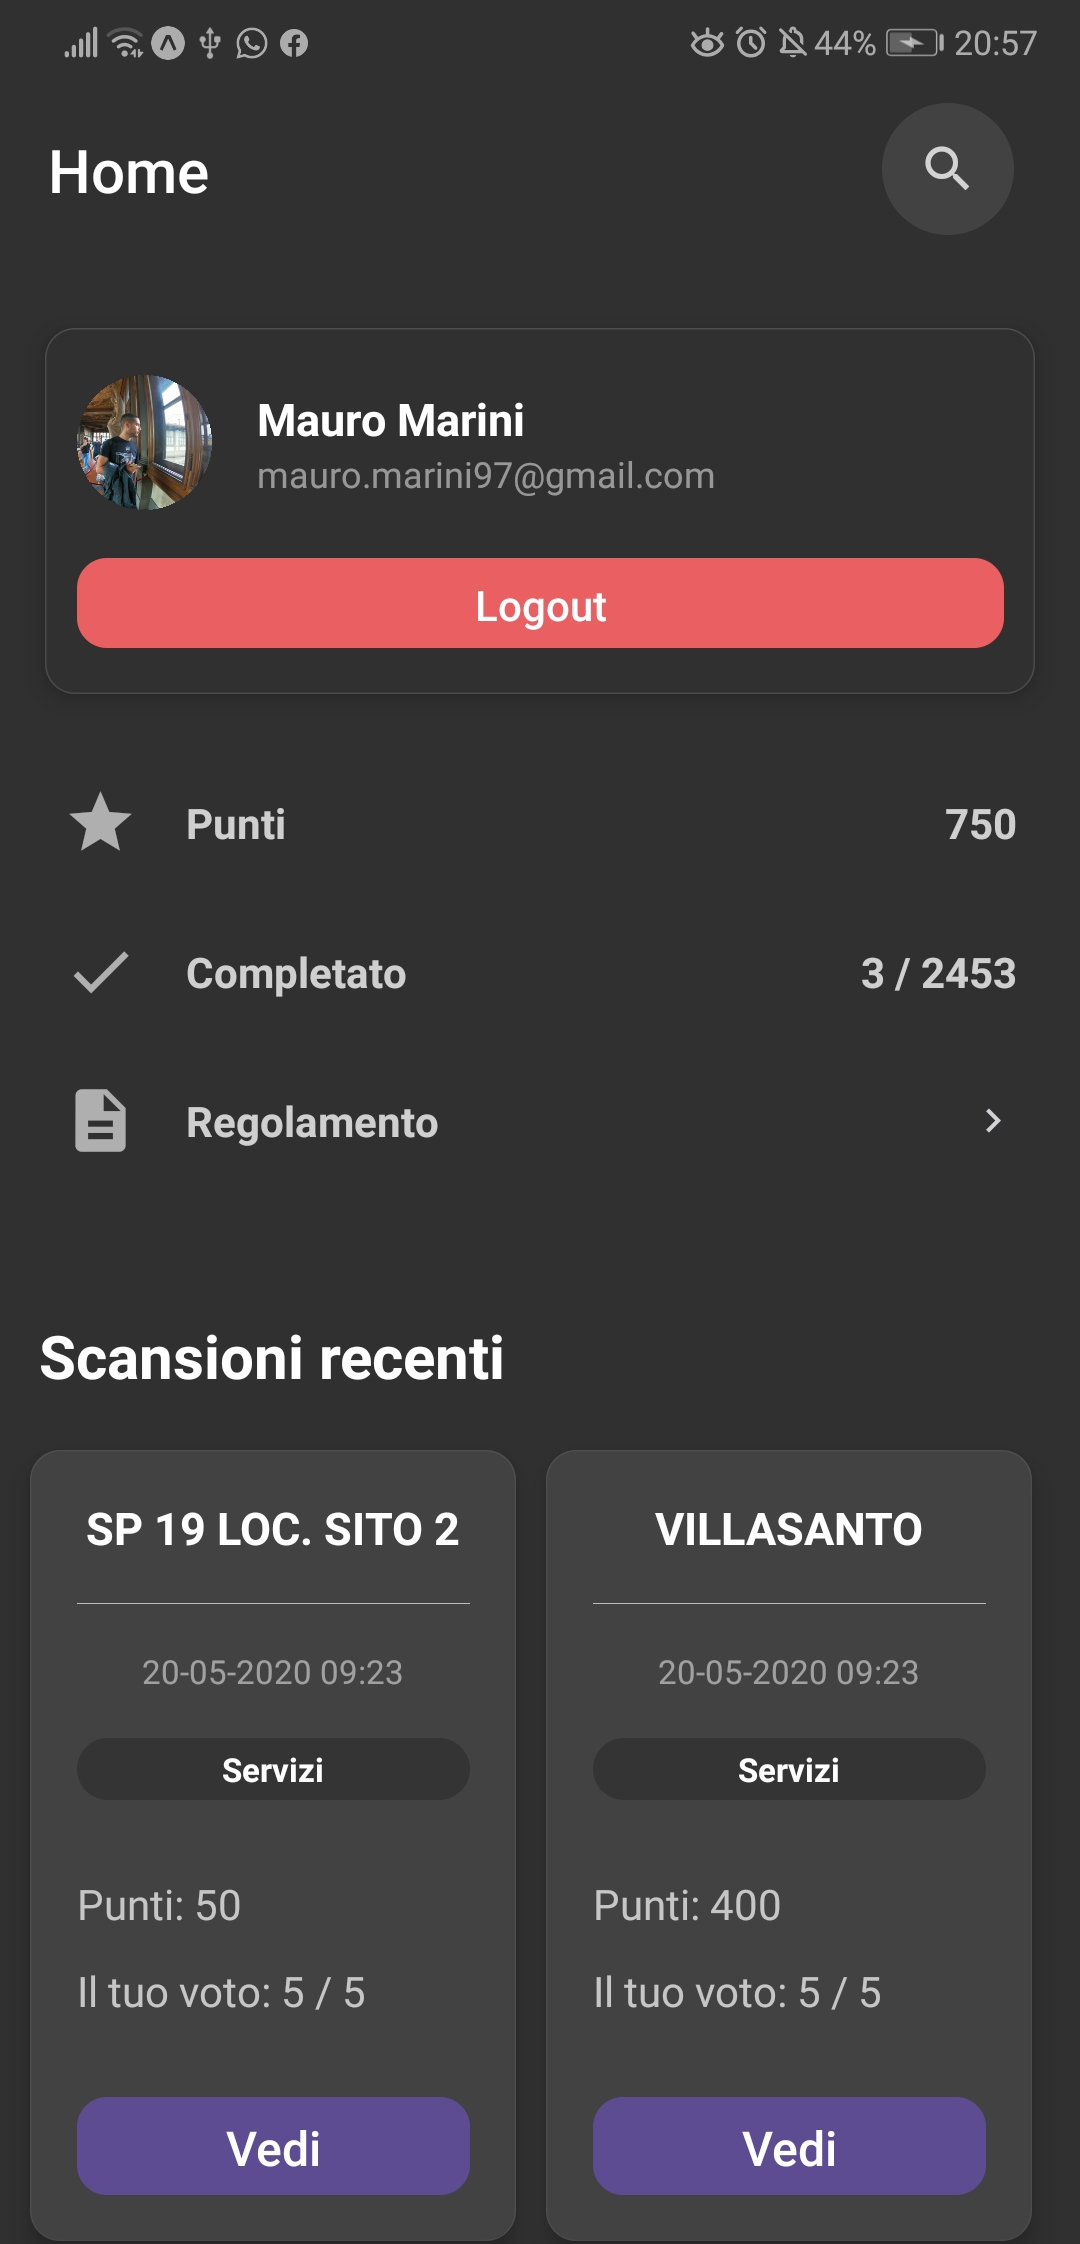 44% 20:57
Home
Mauro Marini
mauro.marini97@gmail.com
Logout
Punti 750
Completato 3 / 2453
Regolamento
Scansioni recenti
SP 19 LOC. SITO 2
20-05-2020 09:23
Servizi
Punti: 50
Il tuo voto: 5 / 5
Vedi
VILLASANTO
20-05-2020 09:23
Servizi
Punti: 400
Il tuo voto: 5 / 5
Vedi